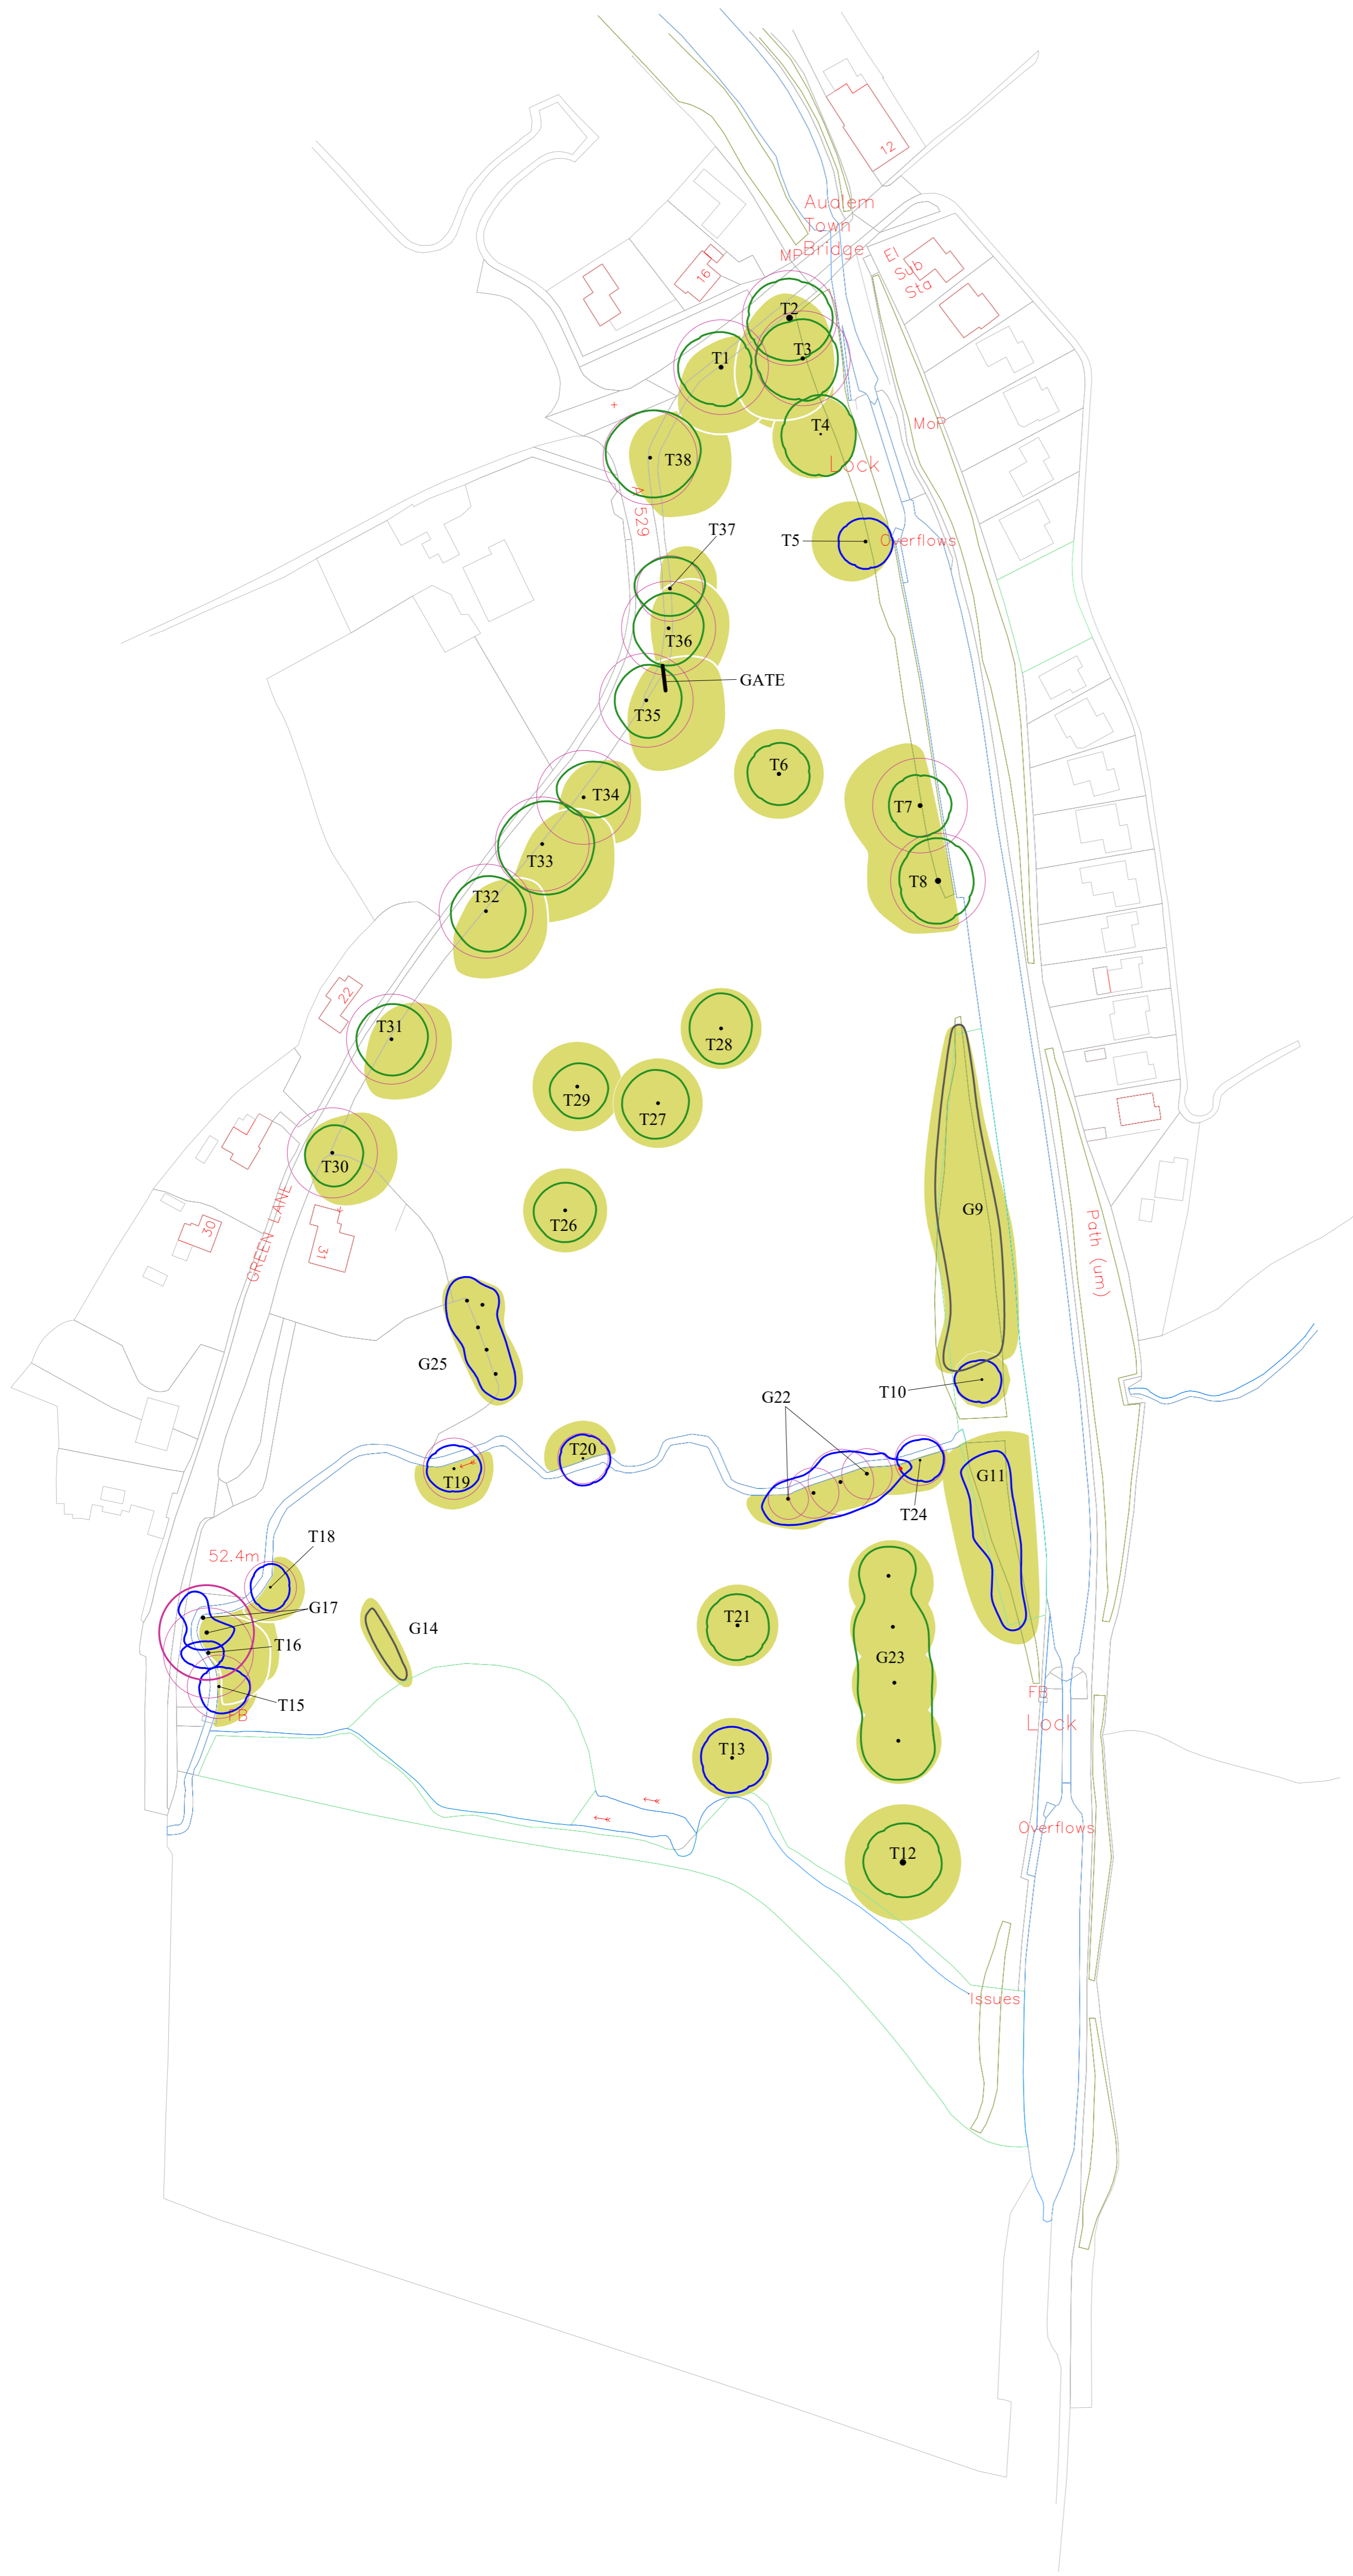 12
Audlem
Town
Bridge
MP
El
Sub
Sta
16
T2
T3
T1
T4
MoP
Lock
T38
A 529
T37
T5
Overflows
T36
GATE
T35
T6
T34
T7
T33
T8
T32
22
T31
T28
T29
T27
T30
G9
GREEN LANE
30
31
T26
Path (um)
G25
T10
G22
T20
T19
G11
T24
T18
52.4m
G17
G14
T21
T16
G23
T15
FB
FB
Lock
T13
Overflows
T12
Issues